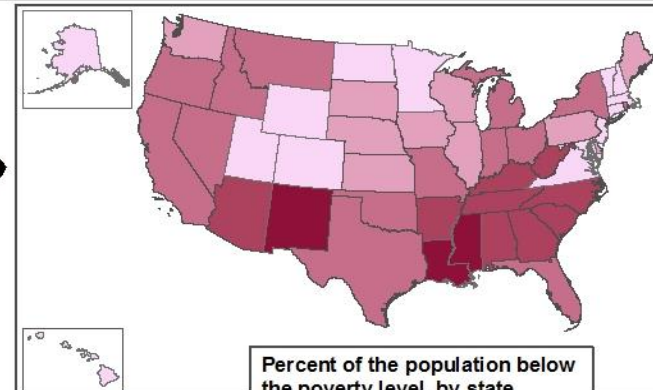 Percent of the population below
the poverty level, by state